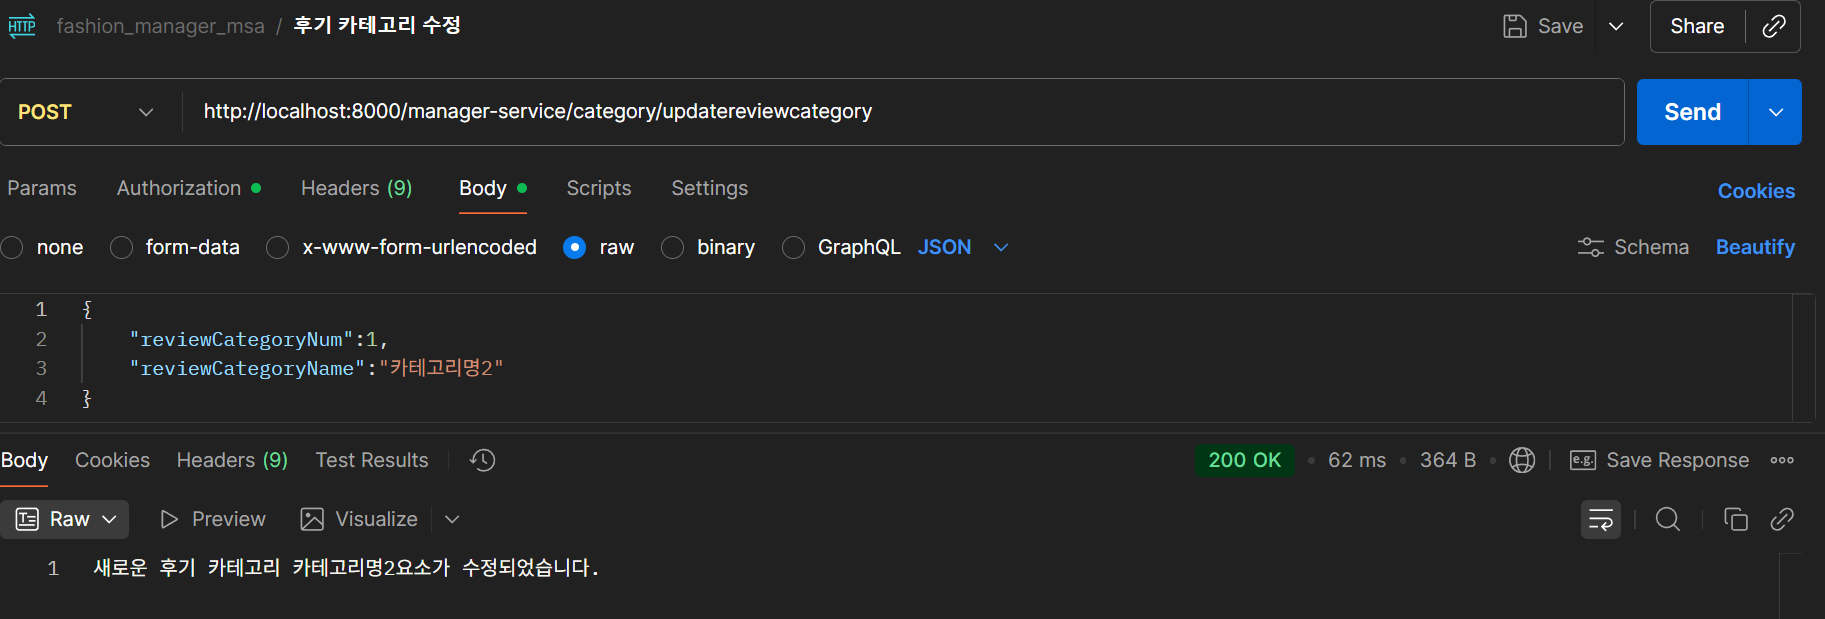 HTTP fashion_manager_msa / 후기 카테고리 수정 Save Share
POST http://localhost:8000/manager-service/category/updatereviewcategory Send
Params Authorization Headers (9) Body Scripts Settings Cookies
none form-data x-www-form-urlencoded raw binary GraphQL JSON Schema Beautify
1 {
2 "reviewCategoryNum":1,
3 "reviewCategoryName":"카테고리명2"
4 }
Body Cookies Headers (9) Test Results 200 OK • 62 ms • 364 B • e.g. Save Response
Raw Preview Visualize
1 새로운 후기 카테고리 카테고리명2요소가 수정되었습니다.